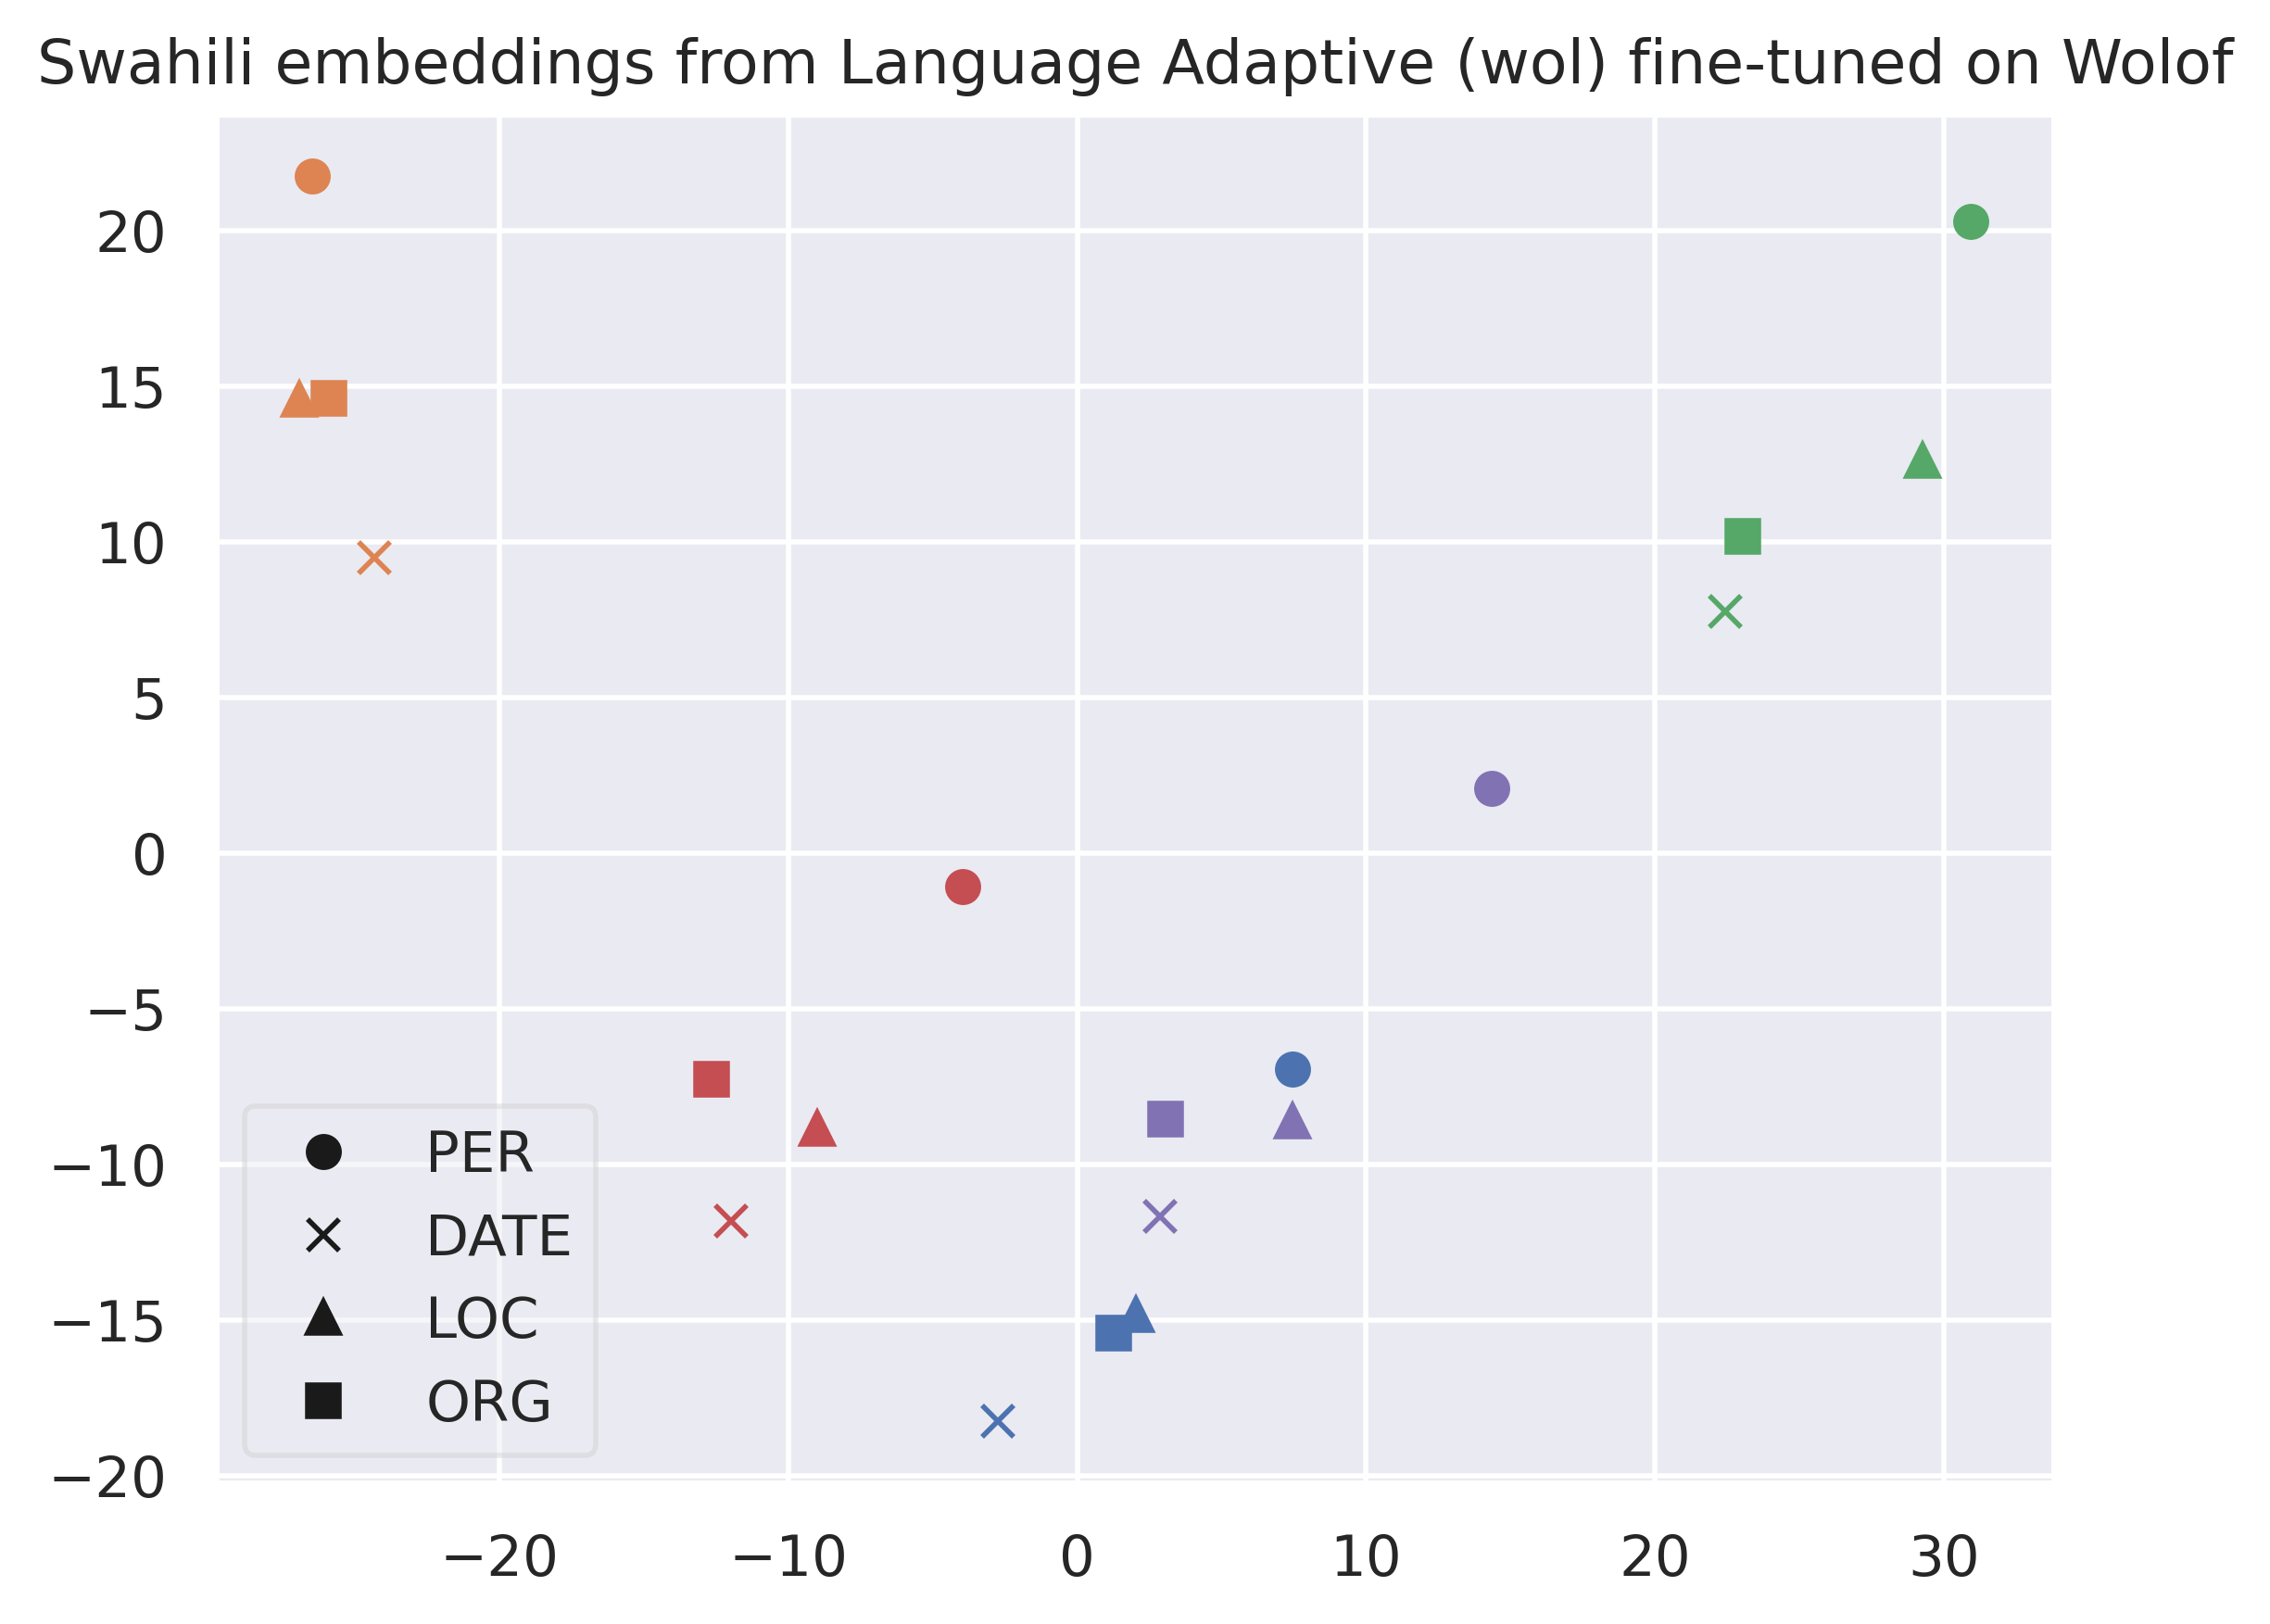 Swahili embeddings from Language Adaptive (wol) fine-tuned on Wolof
20
15
10
5
0
−5
−10
−15
−20
PER
DATE
LOC
ORG
−20 −10 0 10 20 30